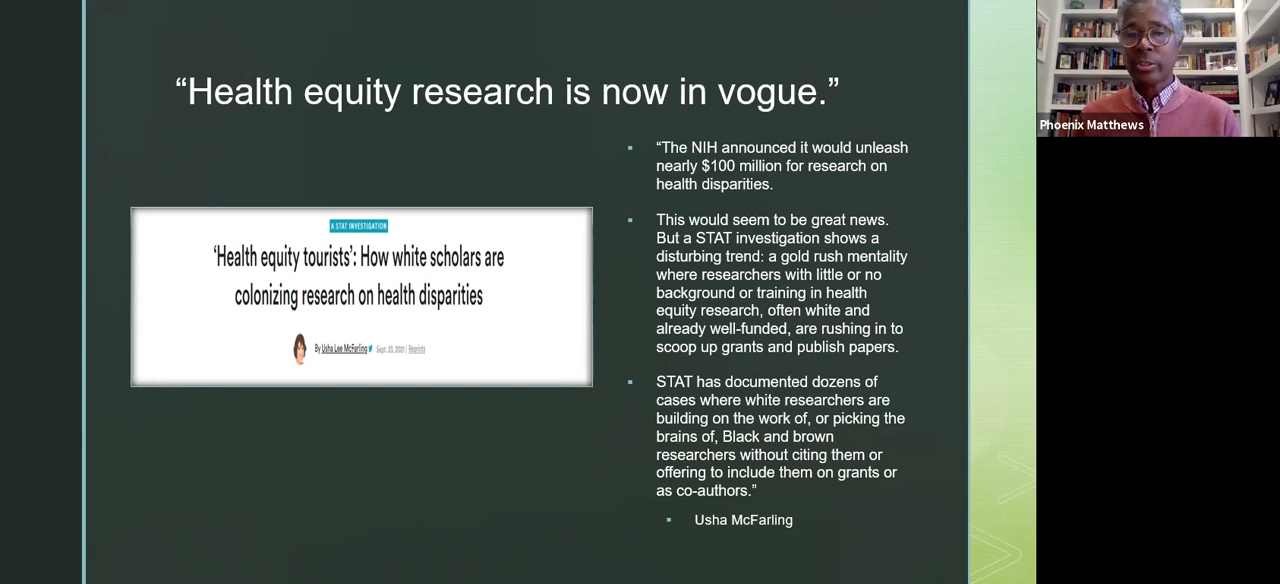 “Health equity research is now in vogue.”
A STAT INVESTIGATION
‘Health equity tourists’: How white scholars are
colonizing research on health disparities
By Usha Lee McFarling Sept. 23, 2021 | Reprints
▪ “The NIH announced it would unleash
nearly $100 million for research on
health disparities.
▪ This would seem to be great news.
But a STAT investigation shows a
disturbing trend: a gold rush mentality
where researchers with little or no
background or training in health
equity research, often white and
already well-funded, are rushing in to
scoop up grants and publish papers.
▪ STAT has documented dozens of
cases where white researchers are
building on the work of, or picking the
brains of, Black and brown
researchers without citing them or
offering to include them on grants or
as co-authors.”
▪ Usha McFarling
Phoenix Matthews